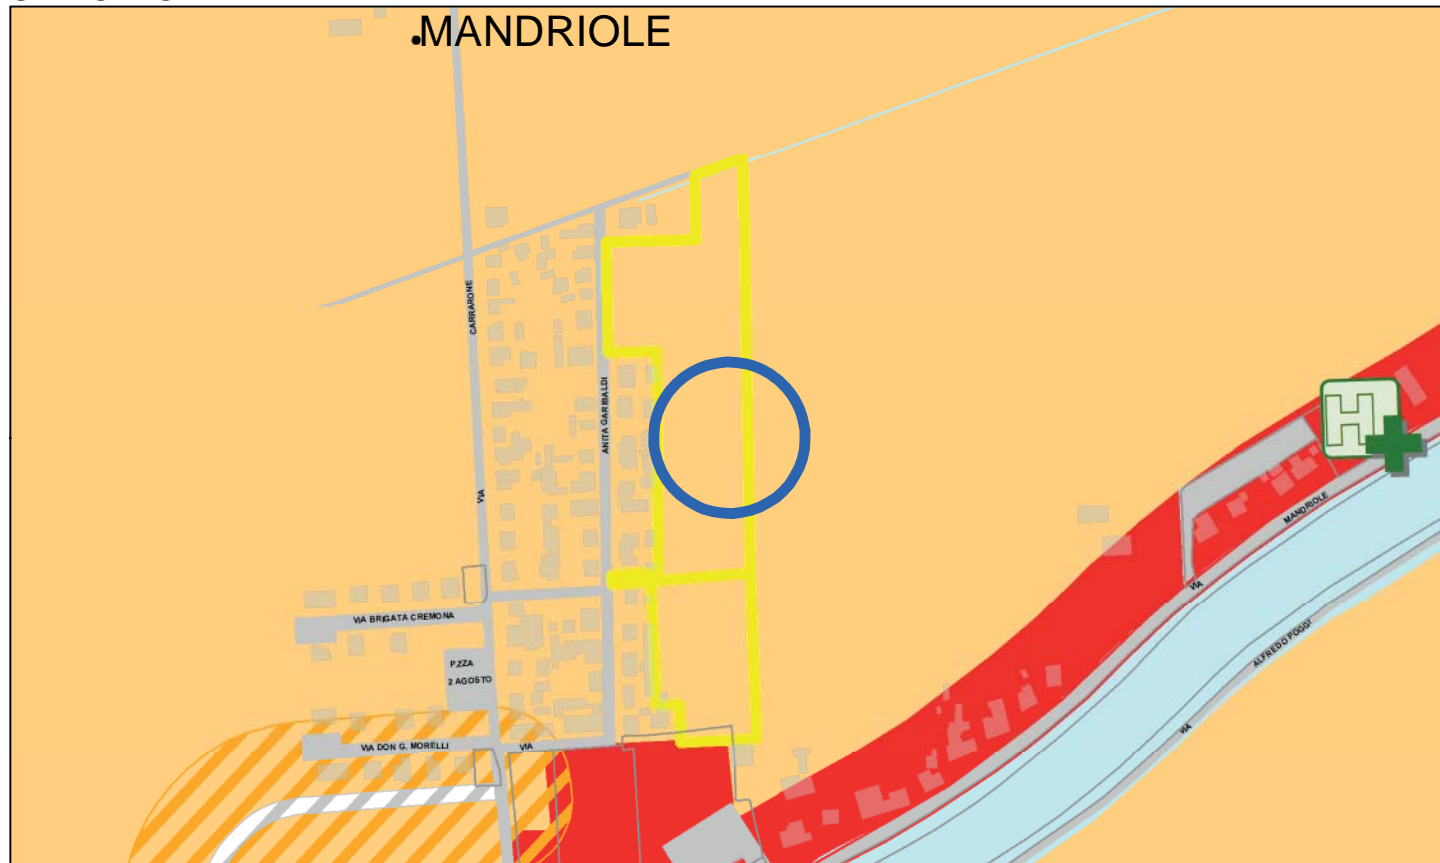 MANDRIOLE
CARRARONE
VIA
ANITA GARIBALDI
H
MANDRIOLE
VIA
ALFREDO POGGI
VIA
VIA BRIGATA CREMONA
P.ZZA
2 AGOSTO
VIA DON G. MORELLI
VIA